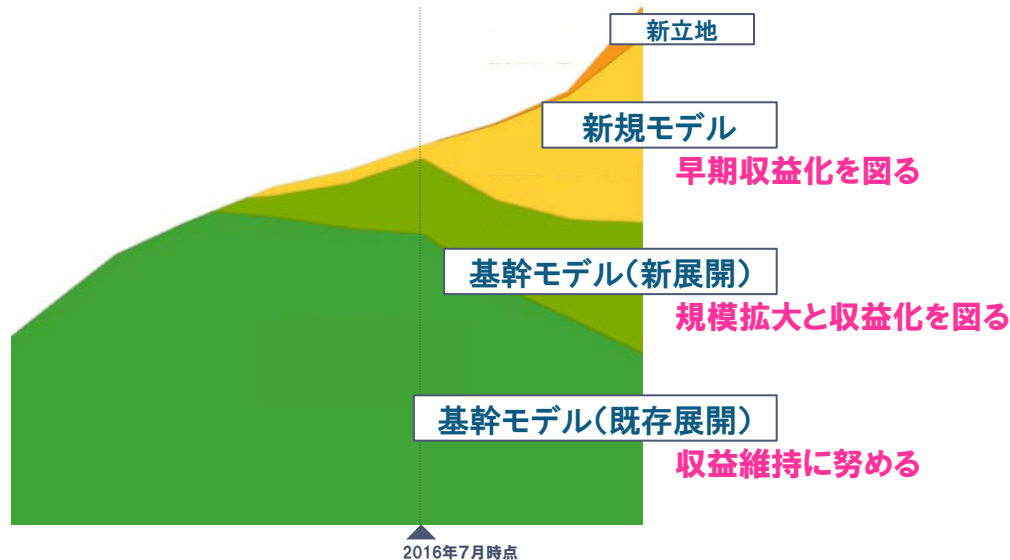 新立地
新規モデル
早期収益化を図る
基幹モデル(新展開)
規模拡大と収益化を図る
基幹モデル(既存展開)
収益維持に努める
2016年7月時点